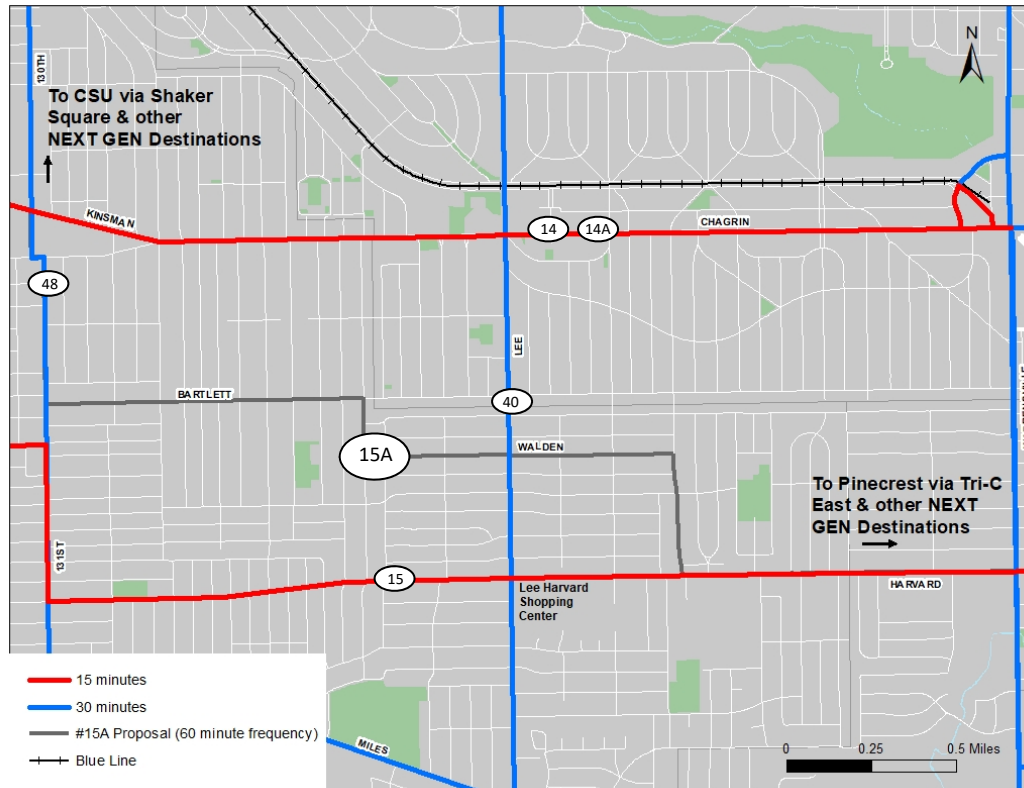 N
130TH
To CSU via Shaker
Square & other
NEXT GEN Destinations
KINSMAN
14
14A
CHAGRIN
48
LEE
BARTLETT
40
15A
WALDEN
To Pinecrest via Tri-C
East & other NEXT
GEN Destinations
131ST
15
HARVARD
Lee Harvard
Shopping
Center
15 minutes
30 minutes
#15A Proposal (60 minute frequency)
Blue Line
MILES
0 0.25 0.5 Miles